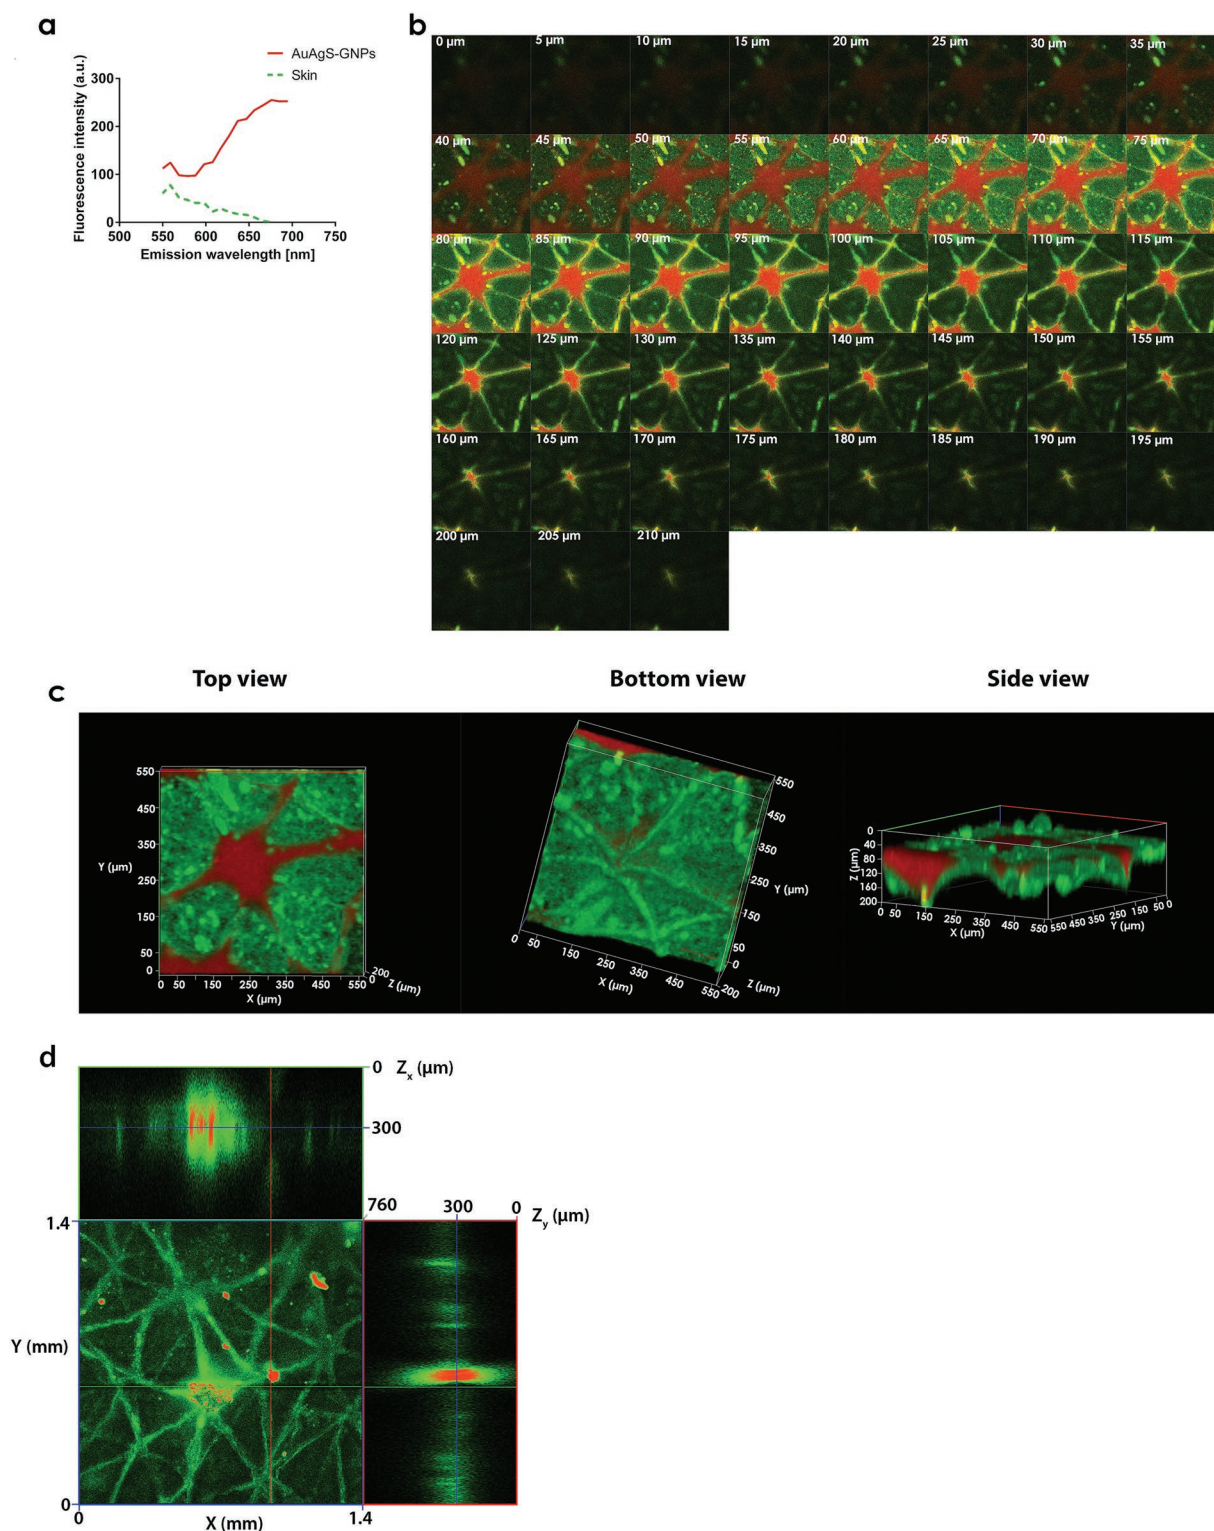 a
AuAgS-GNPs
Skin
Fluorescence intensity (a.u.)
300
200
100
0
500 550 600 650 700 750
Emission wavelength [nm]
b
0 µm 5 µm 10 µm 15 µm 20 µm 25 µm 30 µm 35 µm
40 µm 45 µm 50 µm 55 µm 60 µm 65 µm 70 µm 75 µm
80 µm 85 µm 90 µm 95 µm 100 µm 105 µm 110 µm 115 µm
120 µm 125 µm 130 µm 135 µm 140 µm 145 µm 150 µm 155 µm
160 µm 165 µm 170 µm 175 µm 180 µm 185 µm 190 µm 195 µm
200 µm 205 µm 210 µm
c
Top view
550
450
350
Y (µm)
250
150
50
0
0 50 150 250 350 450 550
X (µm)
200
0
Z (µm)
Bottom view
550
450
350
250
Y (µm)
150
50
0
0 50 150 250 350 450 550
X (µm)
200
Z (µm)
Side view
0
40
80
120
160
200
Z (µm)
0 50 150 250 350 450 550
X (µm)
550 450 350 250 150 50 0
Y (µm)
d
0 Zx (µm)
300
760
300 0
Zy (µm)
1.4
Y (mm)
0
0 1.4
X (mm)